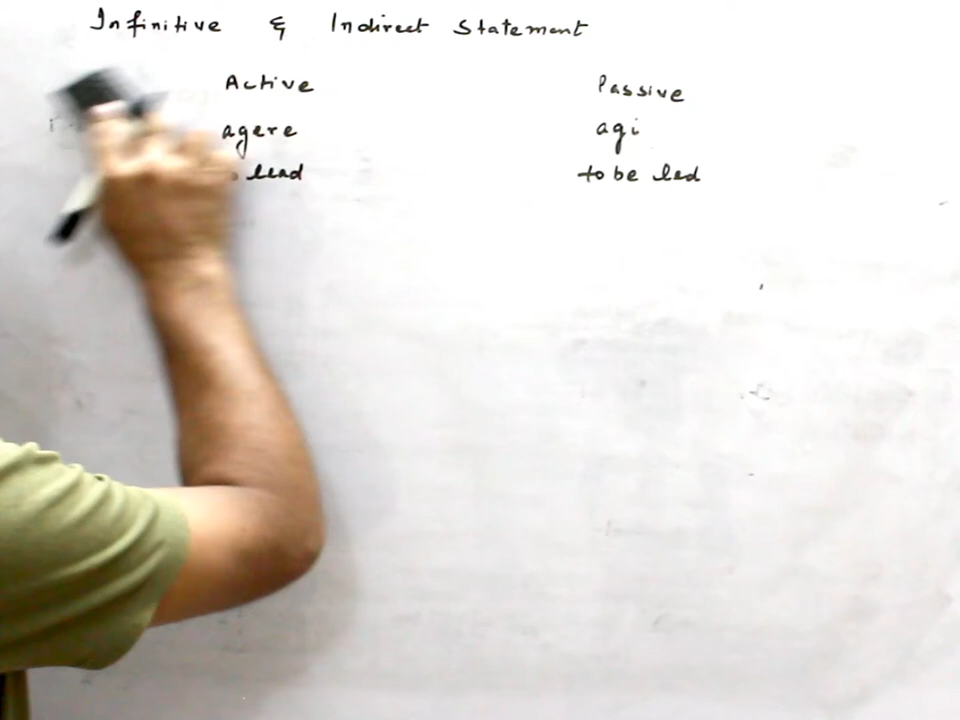 Infinitive & Indirect Statement
Active Passive
agere agi
lead to be led